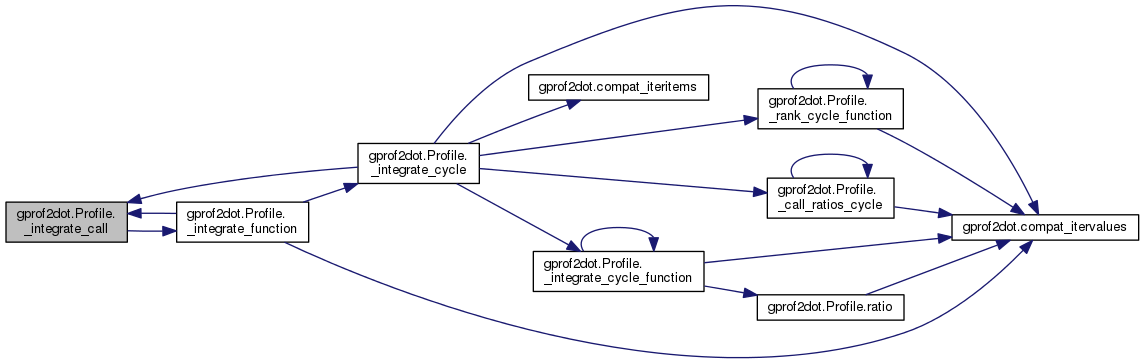 gprof2dot.Profile.
_integrate_call
gprof2dot.Profile.
_integrate_function
gprof2dot.Profile.
_integrate_cycle
gprof2dot.compat_iteritems
gprof2dot.Profile.
_rank_cycle_function
gprof2dot.Profile.
_call_ratios_cycle
gprof2dot.Profile.
_integrate_cycle_function
gprof2dot.Profile.ratio
gprof2dot.compat_itervalues